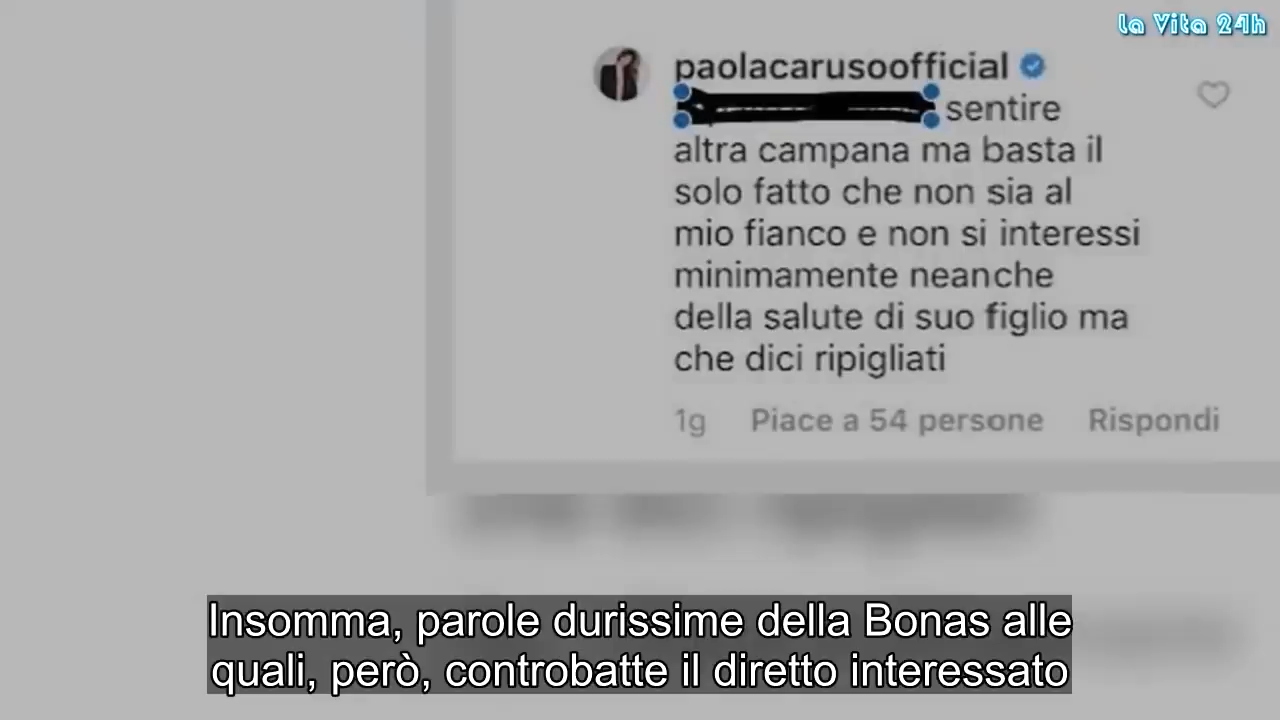 la Vita 24h
paolacarusoofficial
sentire
altra campana ma basta il
solo fatto che non sia al
mio fianco e non si interessi
minimamente neanche
della salute di suo figlio ma
che dici ripigliati
1g Piace a 54 persone Rispondi
Insomma, parole durissime della Bonas alle
quali, però, controbatte il diretto interessato